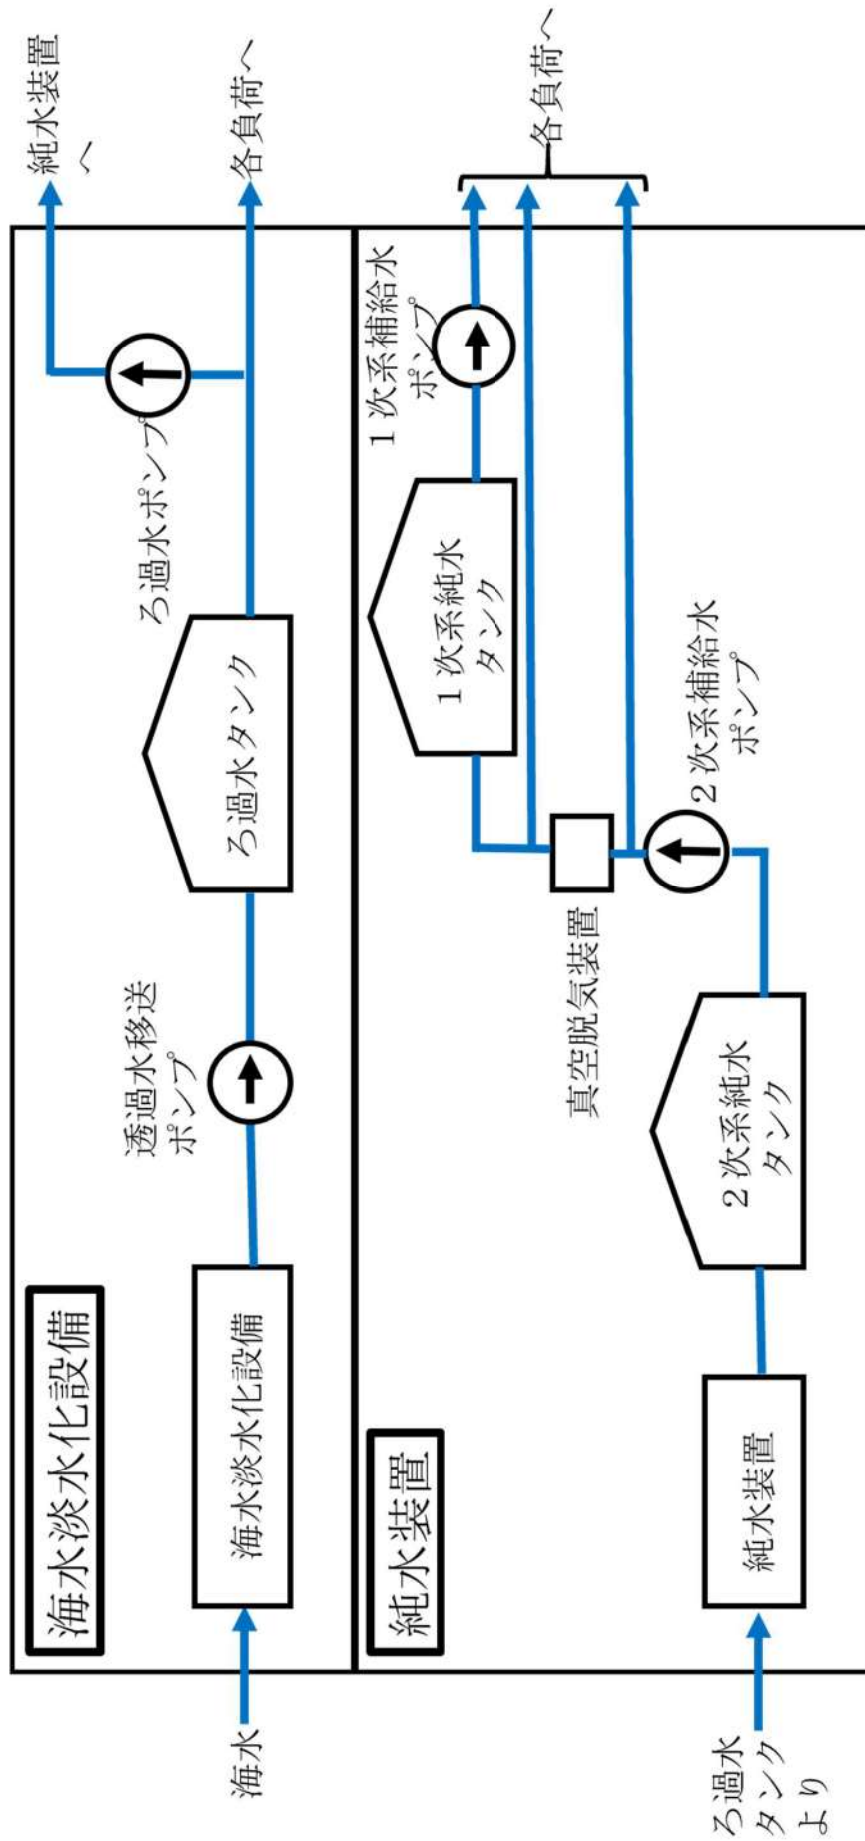 海水淡水化設備
海水
海水淡水化設備
透過水移送
ポンプ
ろ過水タンク
ろ過水ポンプ
純水装置
へ
各負荷へ
純水装置
ろ過水
タンク
より
純水装置
2次系純水
タンク
2次系補給水
ポンプ
真空脱気装置
1次系純水
タンク
1次系補給水
ポンプ
各負荷へ